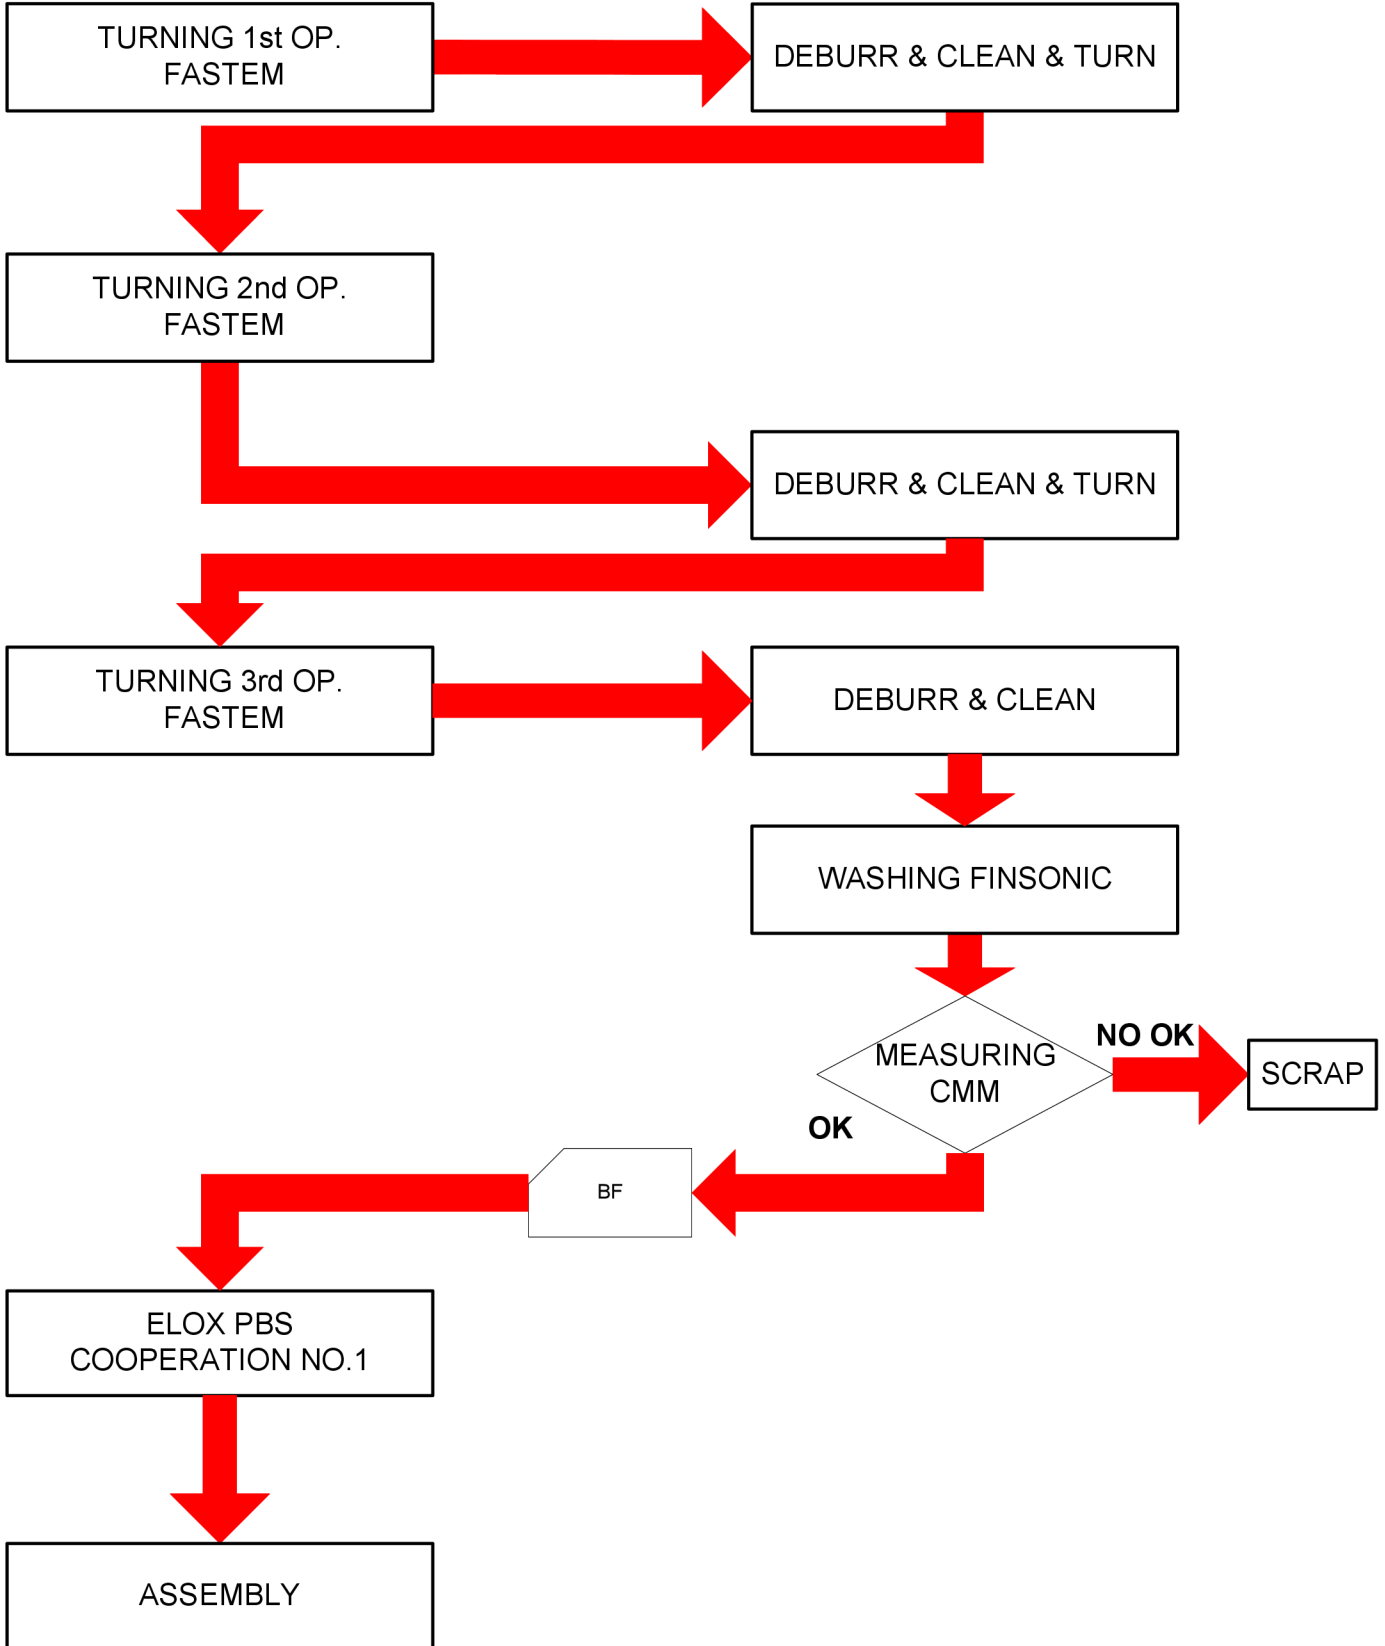 TURNING 1st OP.
FASTEM
DEBURR & CLEAN & TURN
TURNING 2nd OP.
FASTEM
DEBURR & CLEAN & TURN
TURNING 3rd OP.
FASTEM
DEBURR & CLEAN
WASHING FINSONIC
MEASURING
CMM
NO OK
SCRAP
OK
BF
ELOX PBS
COOPERATION NO.1
ASSEMBLY